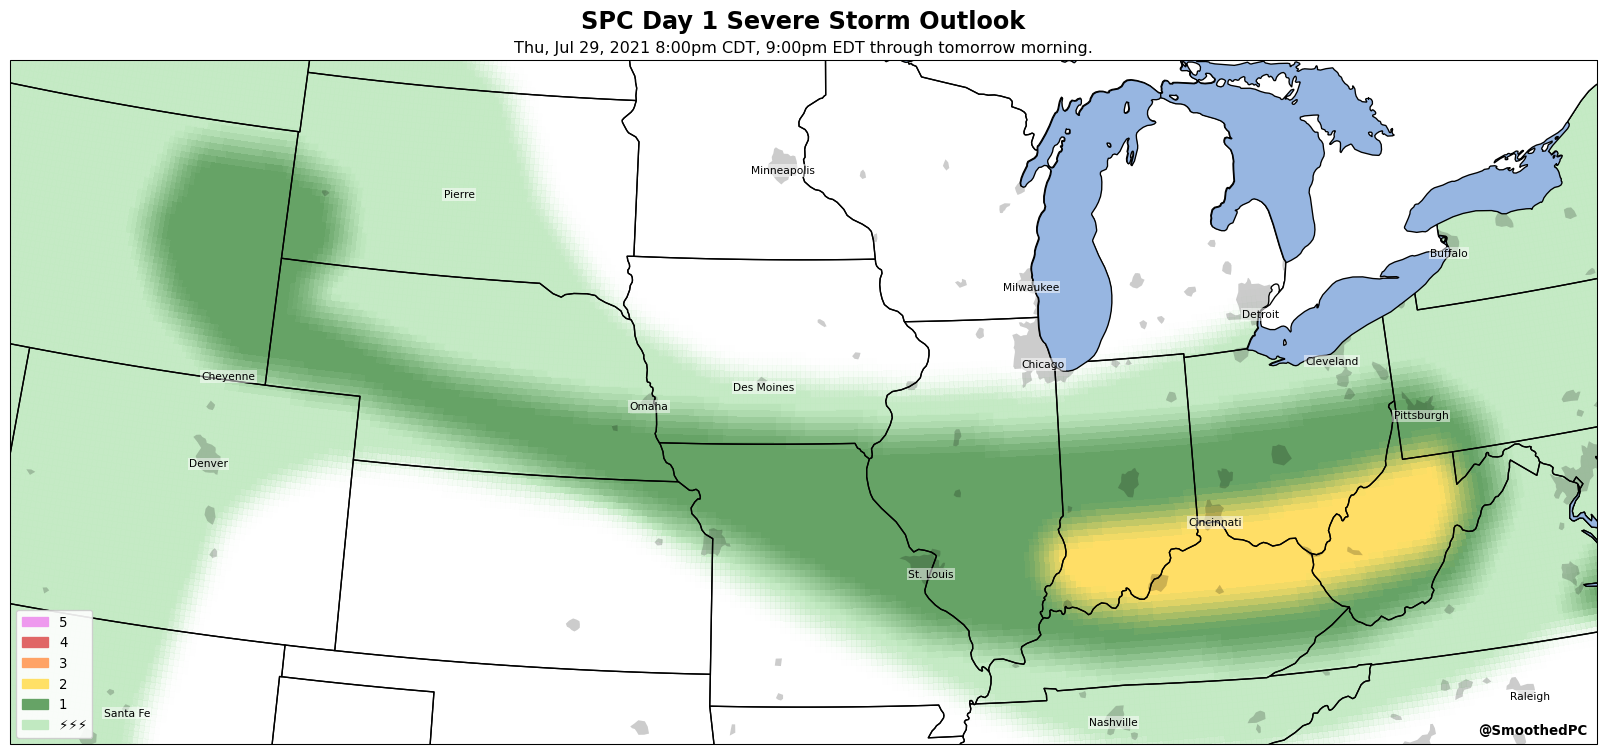 SPC Day 1 Severe Storm Outlook
Thu, Jul 29, 2021 8:00pm CDT, 9:00pm EDT through tomorrow morning.
Minneapolis
Pierre
Buffalo
Milwaukee
Detroit
Cleveland
Chicago
Cheyenne
Des Moines
Omaha
Pittsburgh
Denver
Cincinnati
St. Louis
5
4
3
2
1
⚡⚡⚡
Santa Fe
Nashville
Raleigh
@SmoothedPC